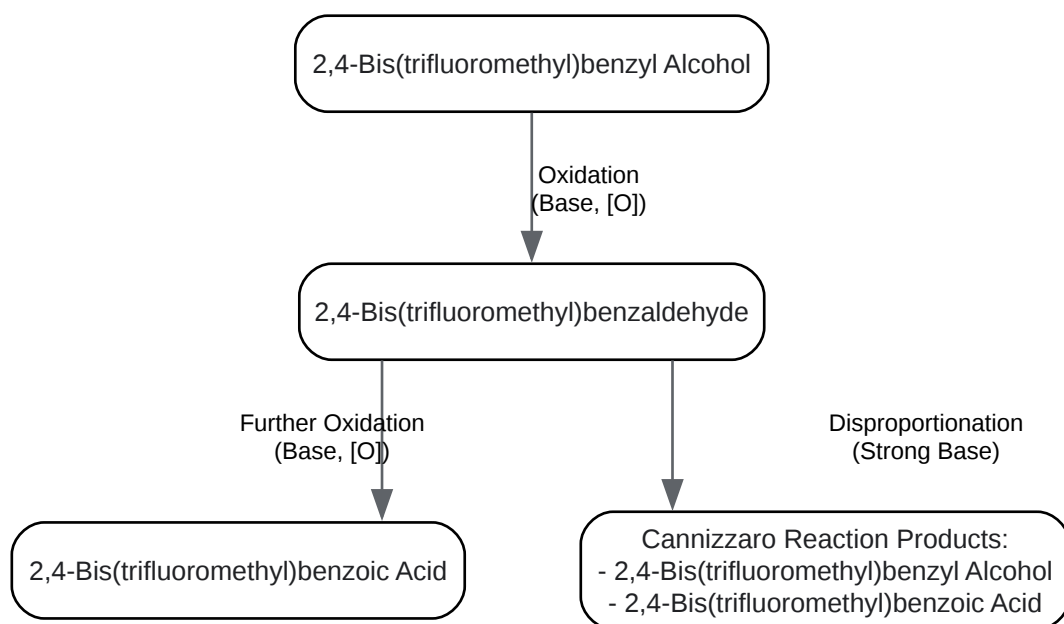 2,4-Bis(trifluoromethyl)benzyl Alcohol
Oxidation
(Base, [O])
2,4-Bis(trifluoromethyl)benzaldehyde
Further Oxidation
(Base, [O])
Disproportionation
(Strong Base)
2,4-Bis(trifluoromethyl)benzoic Acid
Cannizzaro Reaction Products:
- 2,4-Bis(trifluoromethyl)benzyl Alcohol
- 2,4-Bis(trifluoromethyl)benzoic Acid